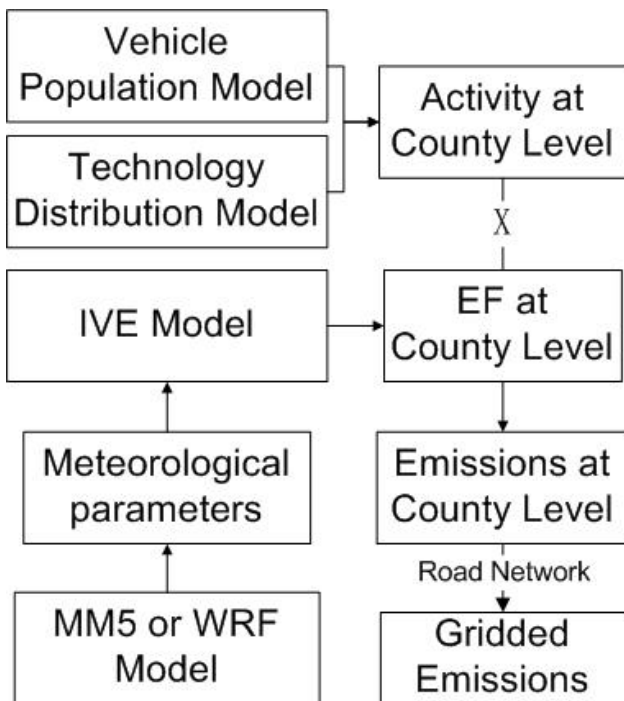 Vehicle
Population Model
Technology
Distribution Model
Activity at
County Level
X
IVE Model
EF at
County Level
Meteorological
parameters
Emissions at
County Level
Road Network
MM5 or WRF
Model
Gridded
Emissions